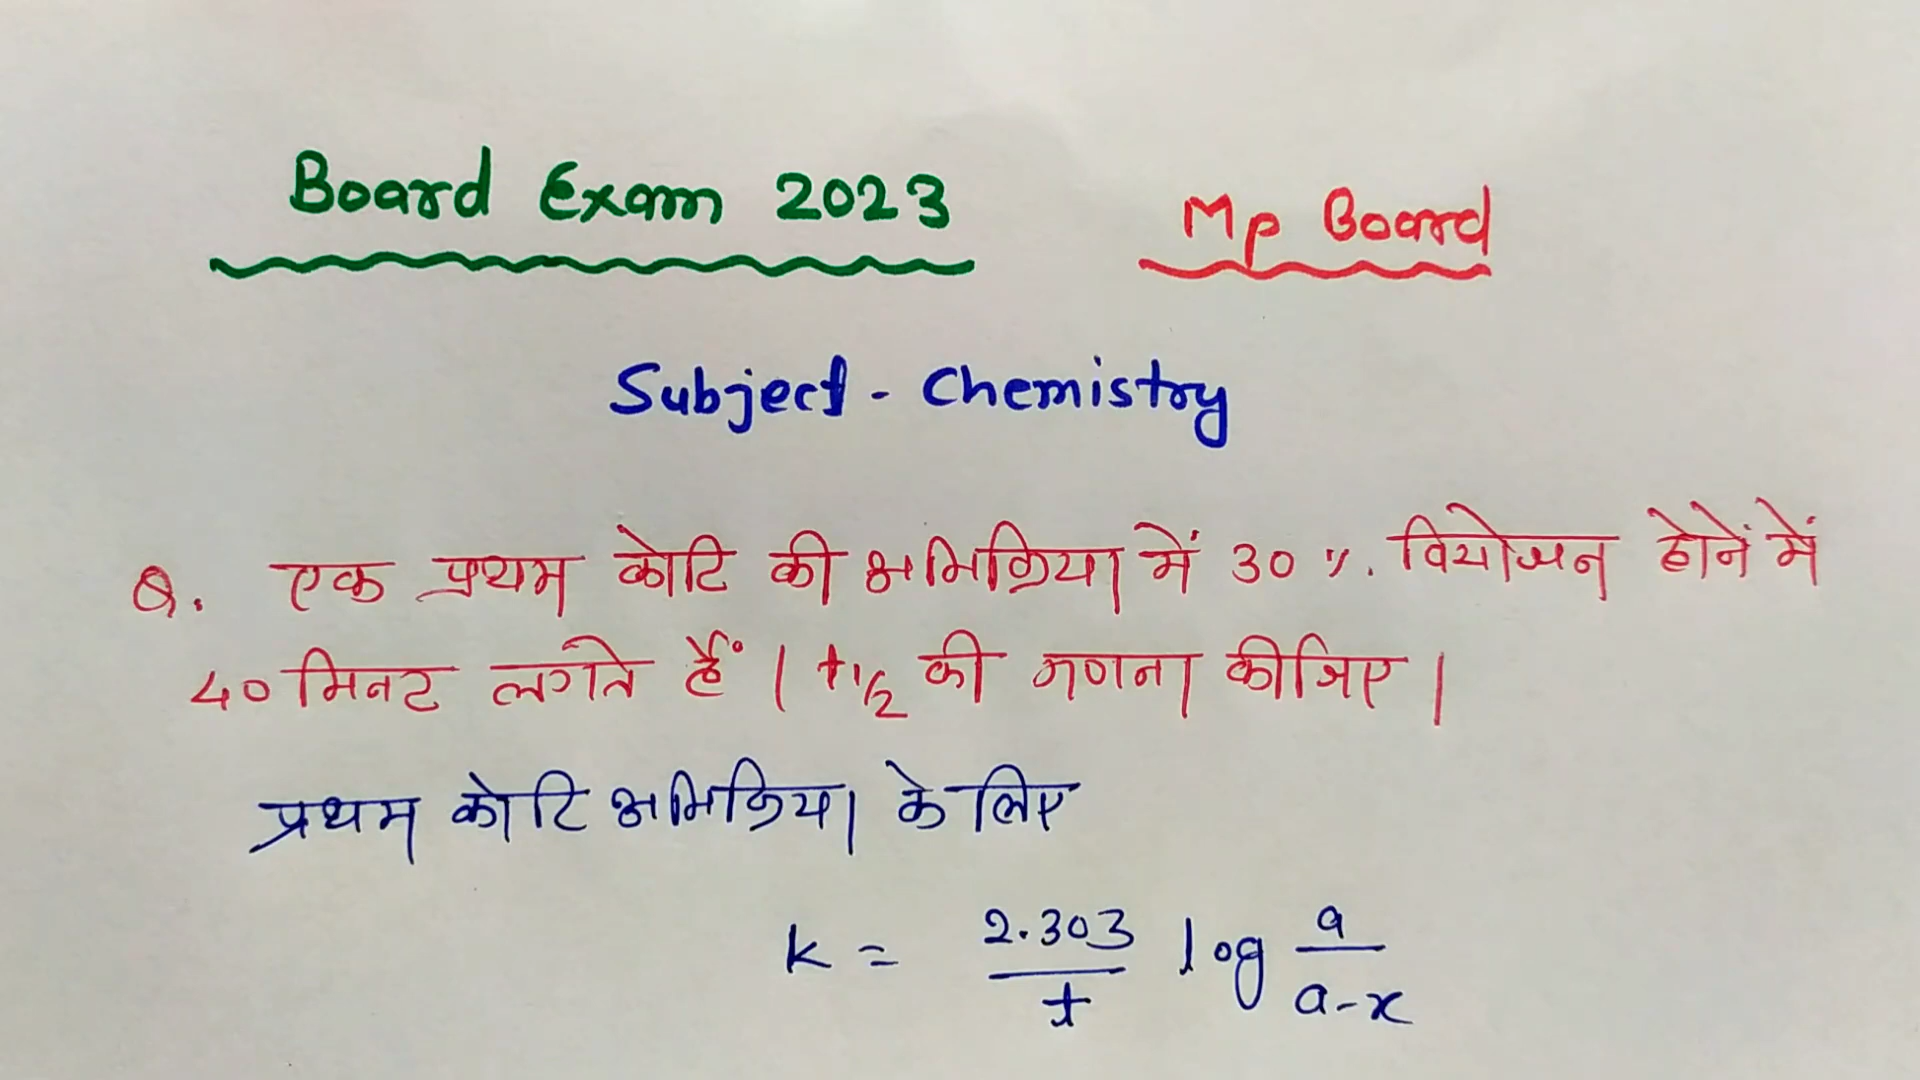 Board Exam 2023 Mp Board
Subject - Chemistry
Q. एक प्रथम कोटि की अभिक्रिया में 30 %. वियोजन होनें में
40 मिनट लगते हैं | t1/2 की गणना कीजिए |
प्रथम कोटि अभिक्रिया के लिए
k = 2.303/t log a/a-x